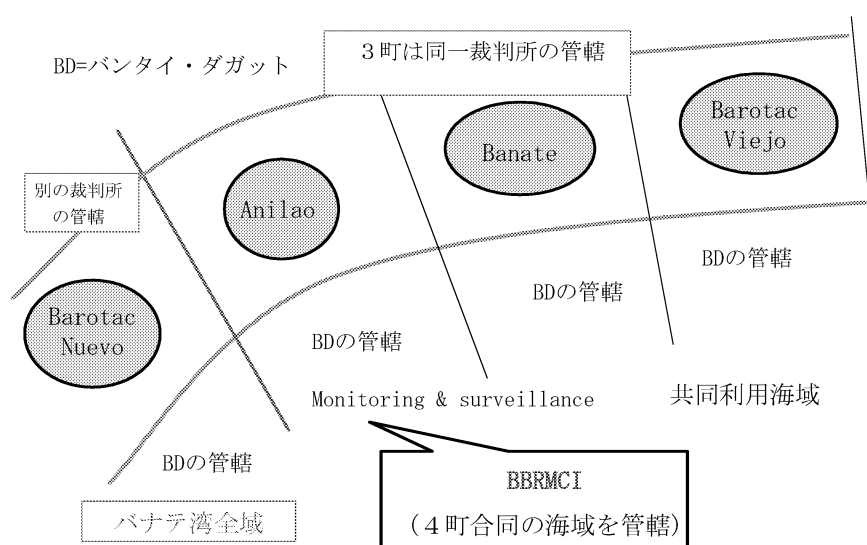 3町は同一裁判所の管轄
BD=バンタイ・ダガット
Barotac
Viejo
Banate
別の裁判所
の管轄
Anilao
BDの管轄
BDの管轄
Barotac
Nuevo
BDの管轄
Monitoring & surveillance
共同利用海域
BDの管轄
BBRMCI
バナテ湾全域
(4町合同の海域を管轄)